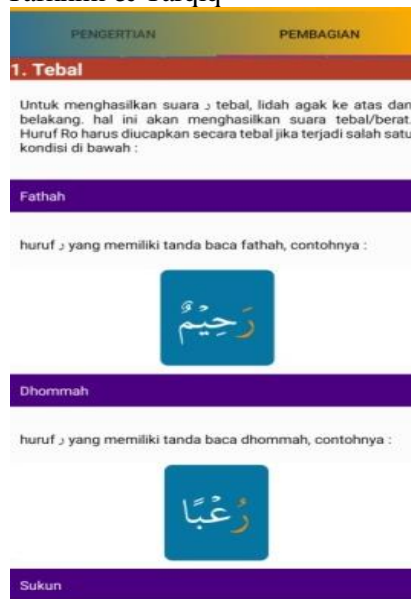 PENGERTIAN PEMBAGIAN
1. Tebal
Untuk menghasilkan suara ر tebal, lidah agak ke atas dan
belakang. hal ini akan menghasilkan suara tebal/berat.
Huruf Ro harus diucapkan secara tebal jika terjadi salah satu
kondisi di bawah :
Fathah
huruf ر yang memiliki tanda baca fathah, contohnya :
رَحِيْمٌ
Dhommah
huruf ر yang memiliki tanda baca dhommah, contohnya :
رُعْبًا
Sukun